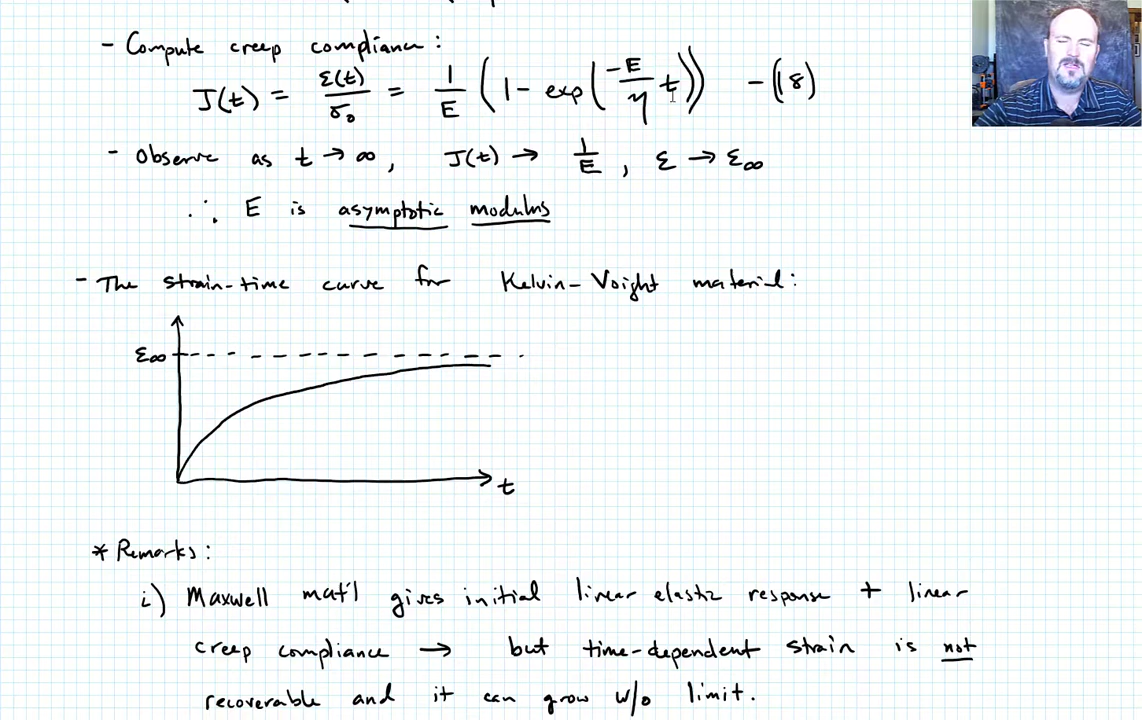 - Compute creep compliance:
J(t) = ε(t)/σ₀ = 1/E (1 - exp(-E/η t)) - (18)
- Observe as t → ∞, J(t) → 1/E, ε → ε∞
∴ E is asymptotic modulus
- The strain-time curve for Kelvin-Voight material:
ε∞
t
* Remarks:
i) Maxwell mat'l gives initial linear elastic response + linear
creep compliance → but time-dependent strain is not
recoverable and it can grow w/o limit.